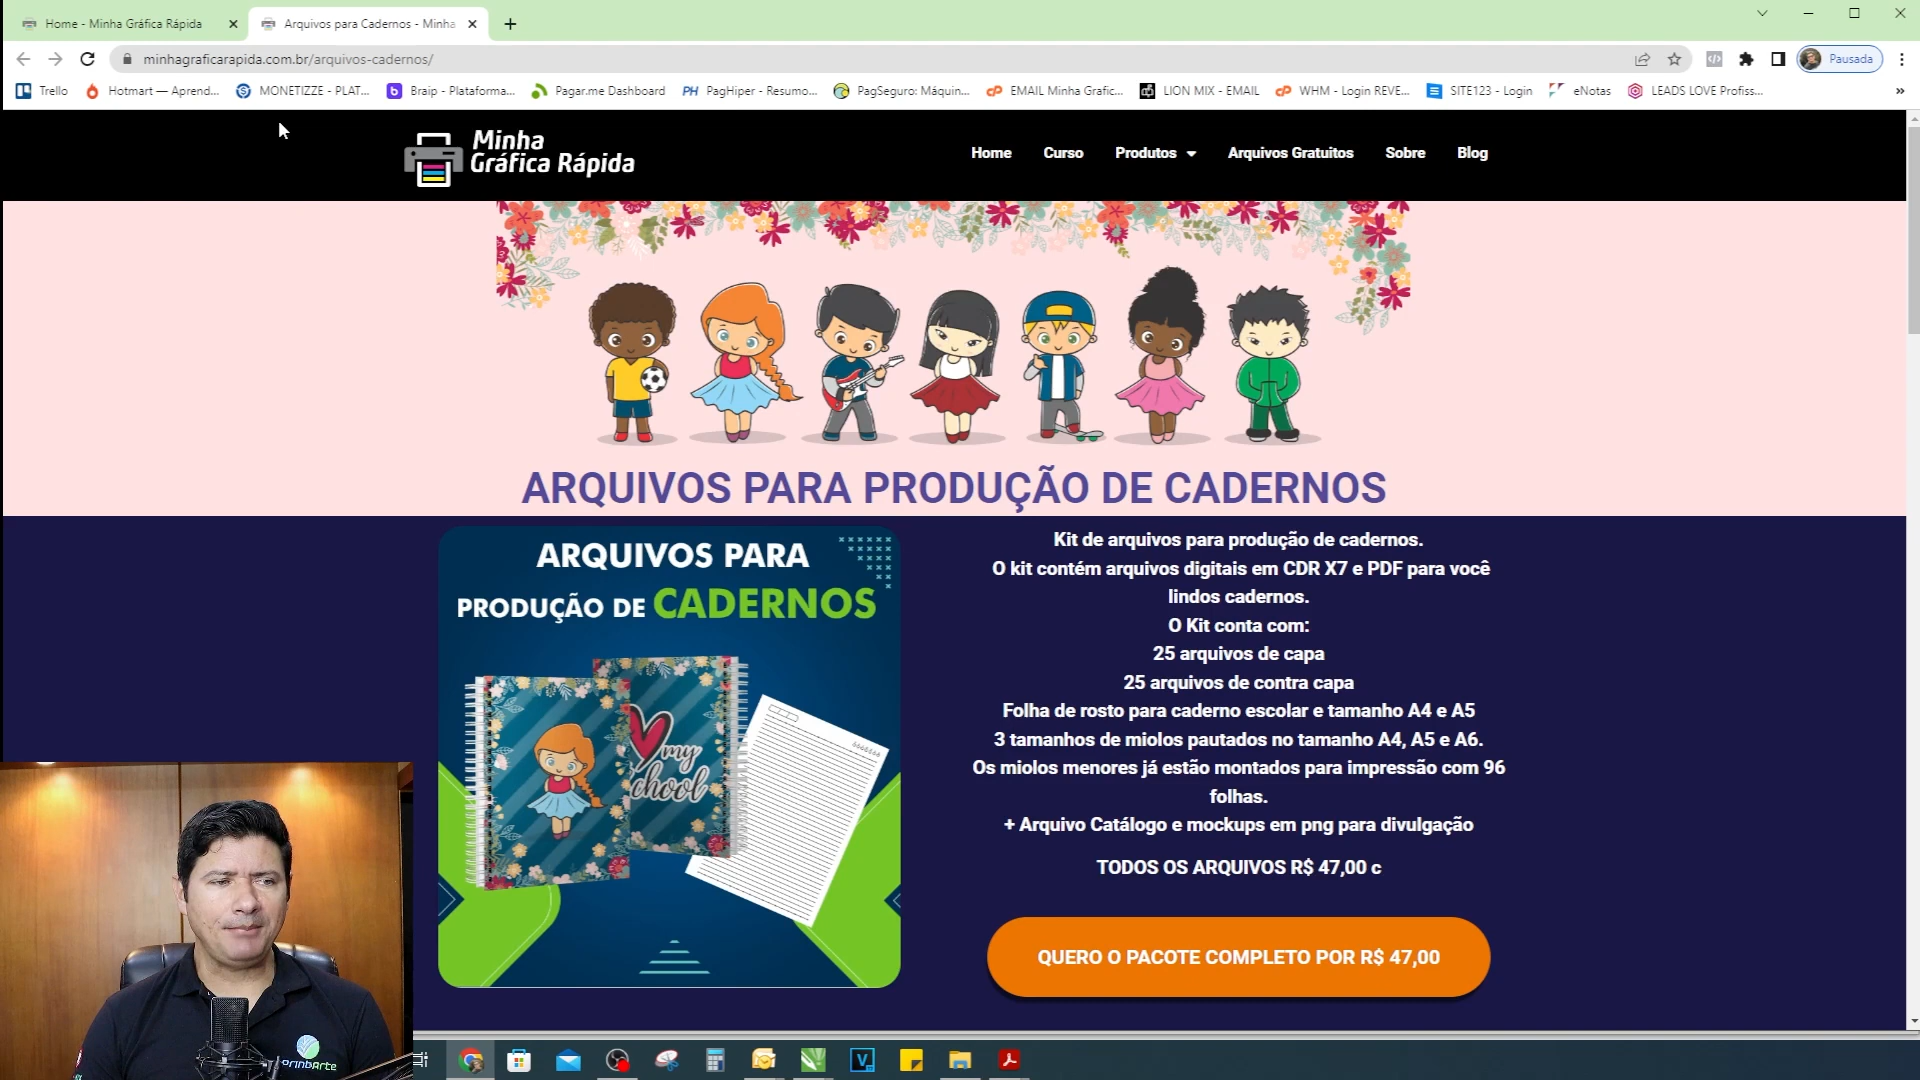 Home - Minha Gráfica Rápida
Arquivos para Cadernos - Minha
minhagraficarapida.com.br/arquivos-cadernos/
Pausada
Trello
Hotmart — Aprend...
MONETIZZE - PLAT...
Braip - Plataforma...
Pagar.me Dashboard
PH PagHiper - Resumo...
PagSeguro: Máquin...
EMAIL Minha Grafic...
LION MIX - EMAIL
WHM - Login REVE...
SITE123 - Login
eNotas
LEADS LOVE Profiss...
Minha
Gráfica Rápida
Home
Curso
Produtos
Arquivos Gratuitos
Sobre
Blog
ARQUIVOS PARA PRODUÇÃO DE CADERNOS
ARQUIVOS PARA
PRODUÇÃO DE CADERNOS
my
chool
Kit de arquivos para produção de cadernos.
O kit contém arquivos digitais em CDR X7 e PDF para você
lindos cadernos.
O Kit conta com:
25 arquivos de capa
25 arquivos de contra capa
Folha de rosto para caderno escolar e tamanho A4 e A5
3 tamanhos de miolos pautados no tamanho A4, A5 e A6.
Os miolos menores já estão montados para impressão com 96
folhas.
+ Arquivo Catálogo e mockups em png para divulgação
TODOS OS ARQUIVOS R$ 47,00 c
QUERO O PACOTE COMPLETO POR R$ 47,00